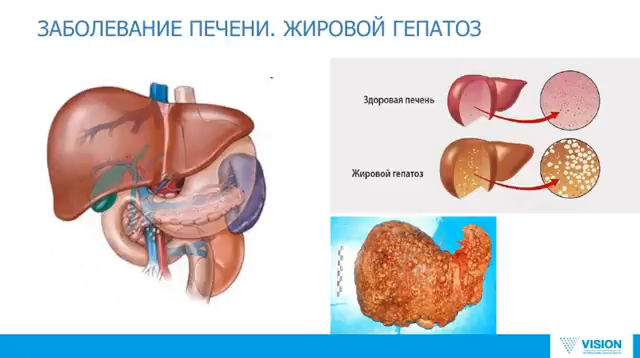 ЗАБОЛЕВАНИЕ ПЕЧЕНИ. ЖИРОВОЙ ГЕПАТОЗ
Здоровая печень
Жировой гепатоз
VISION